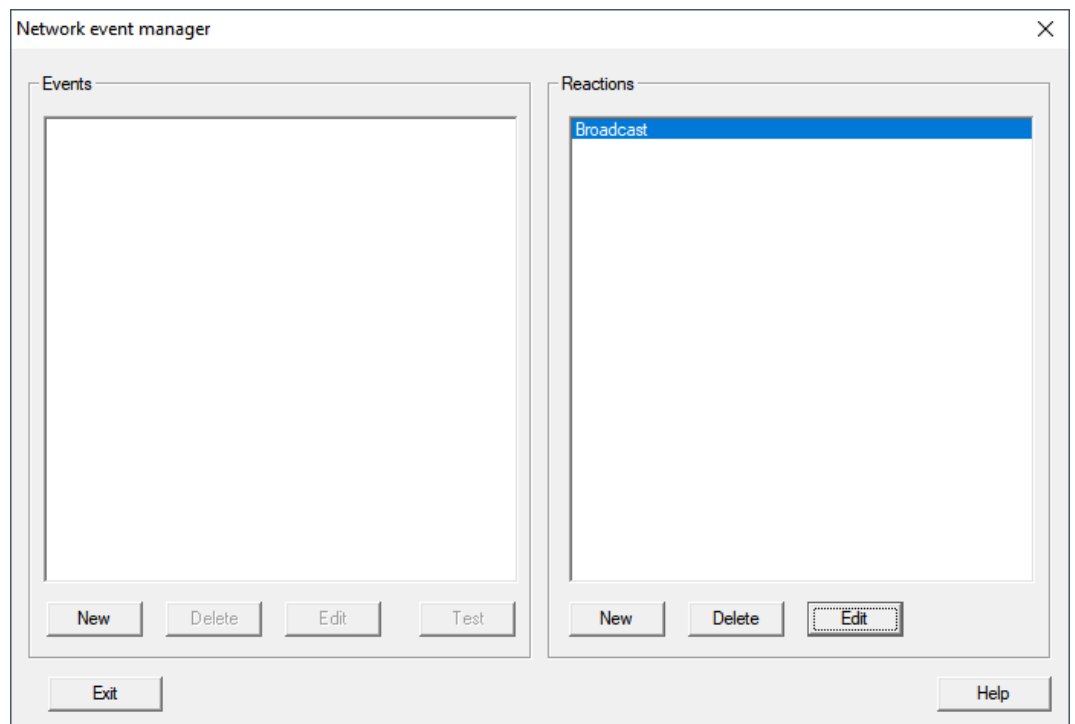 Network event manager
Events
Reactions
Broadcast
New Delete Edit Test
New Delete Edit
Exit
Help